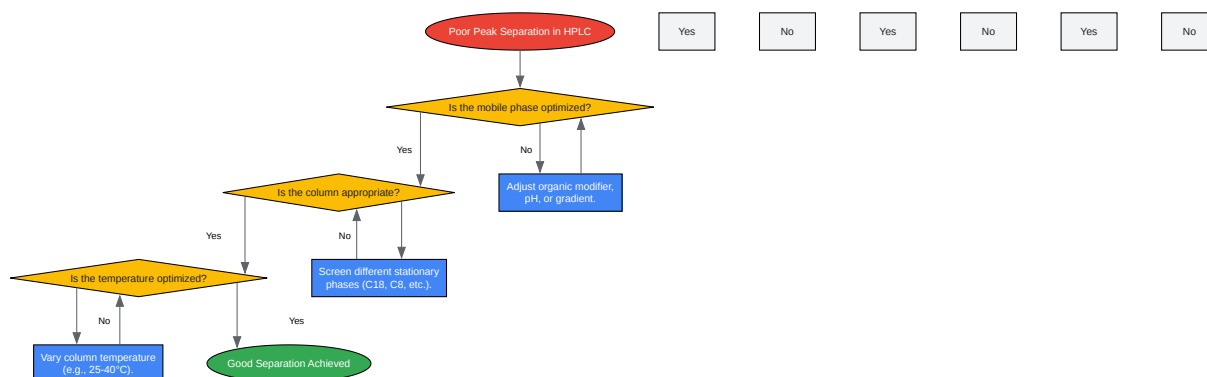 Poor Peak Separation in HPLC
Yes
No
Yes
No
Yes
No
Is the mobile phase optimized?
Yes
No
Adjust organic modifier,
pH, or gradient.
Is the column appropriate?
Yes
No
Screen different stationary
phases (C18, C8, etc.).
Is the temperature optimized?
No
Yes
Vary column temperature
(e.g., 25-40°C).
Good Separation Achieved